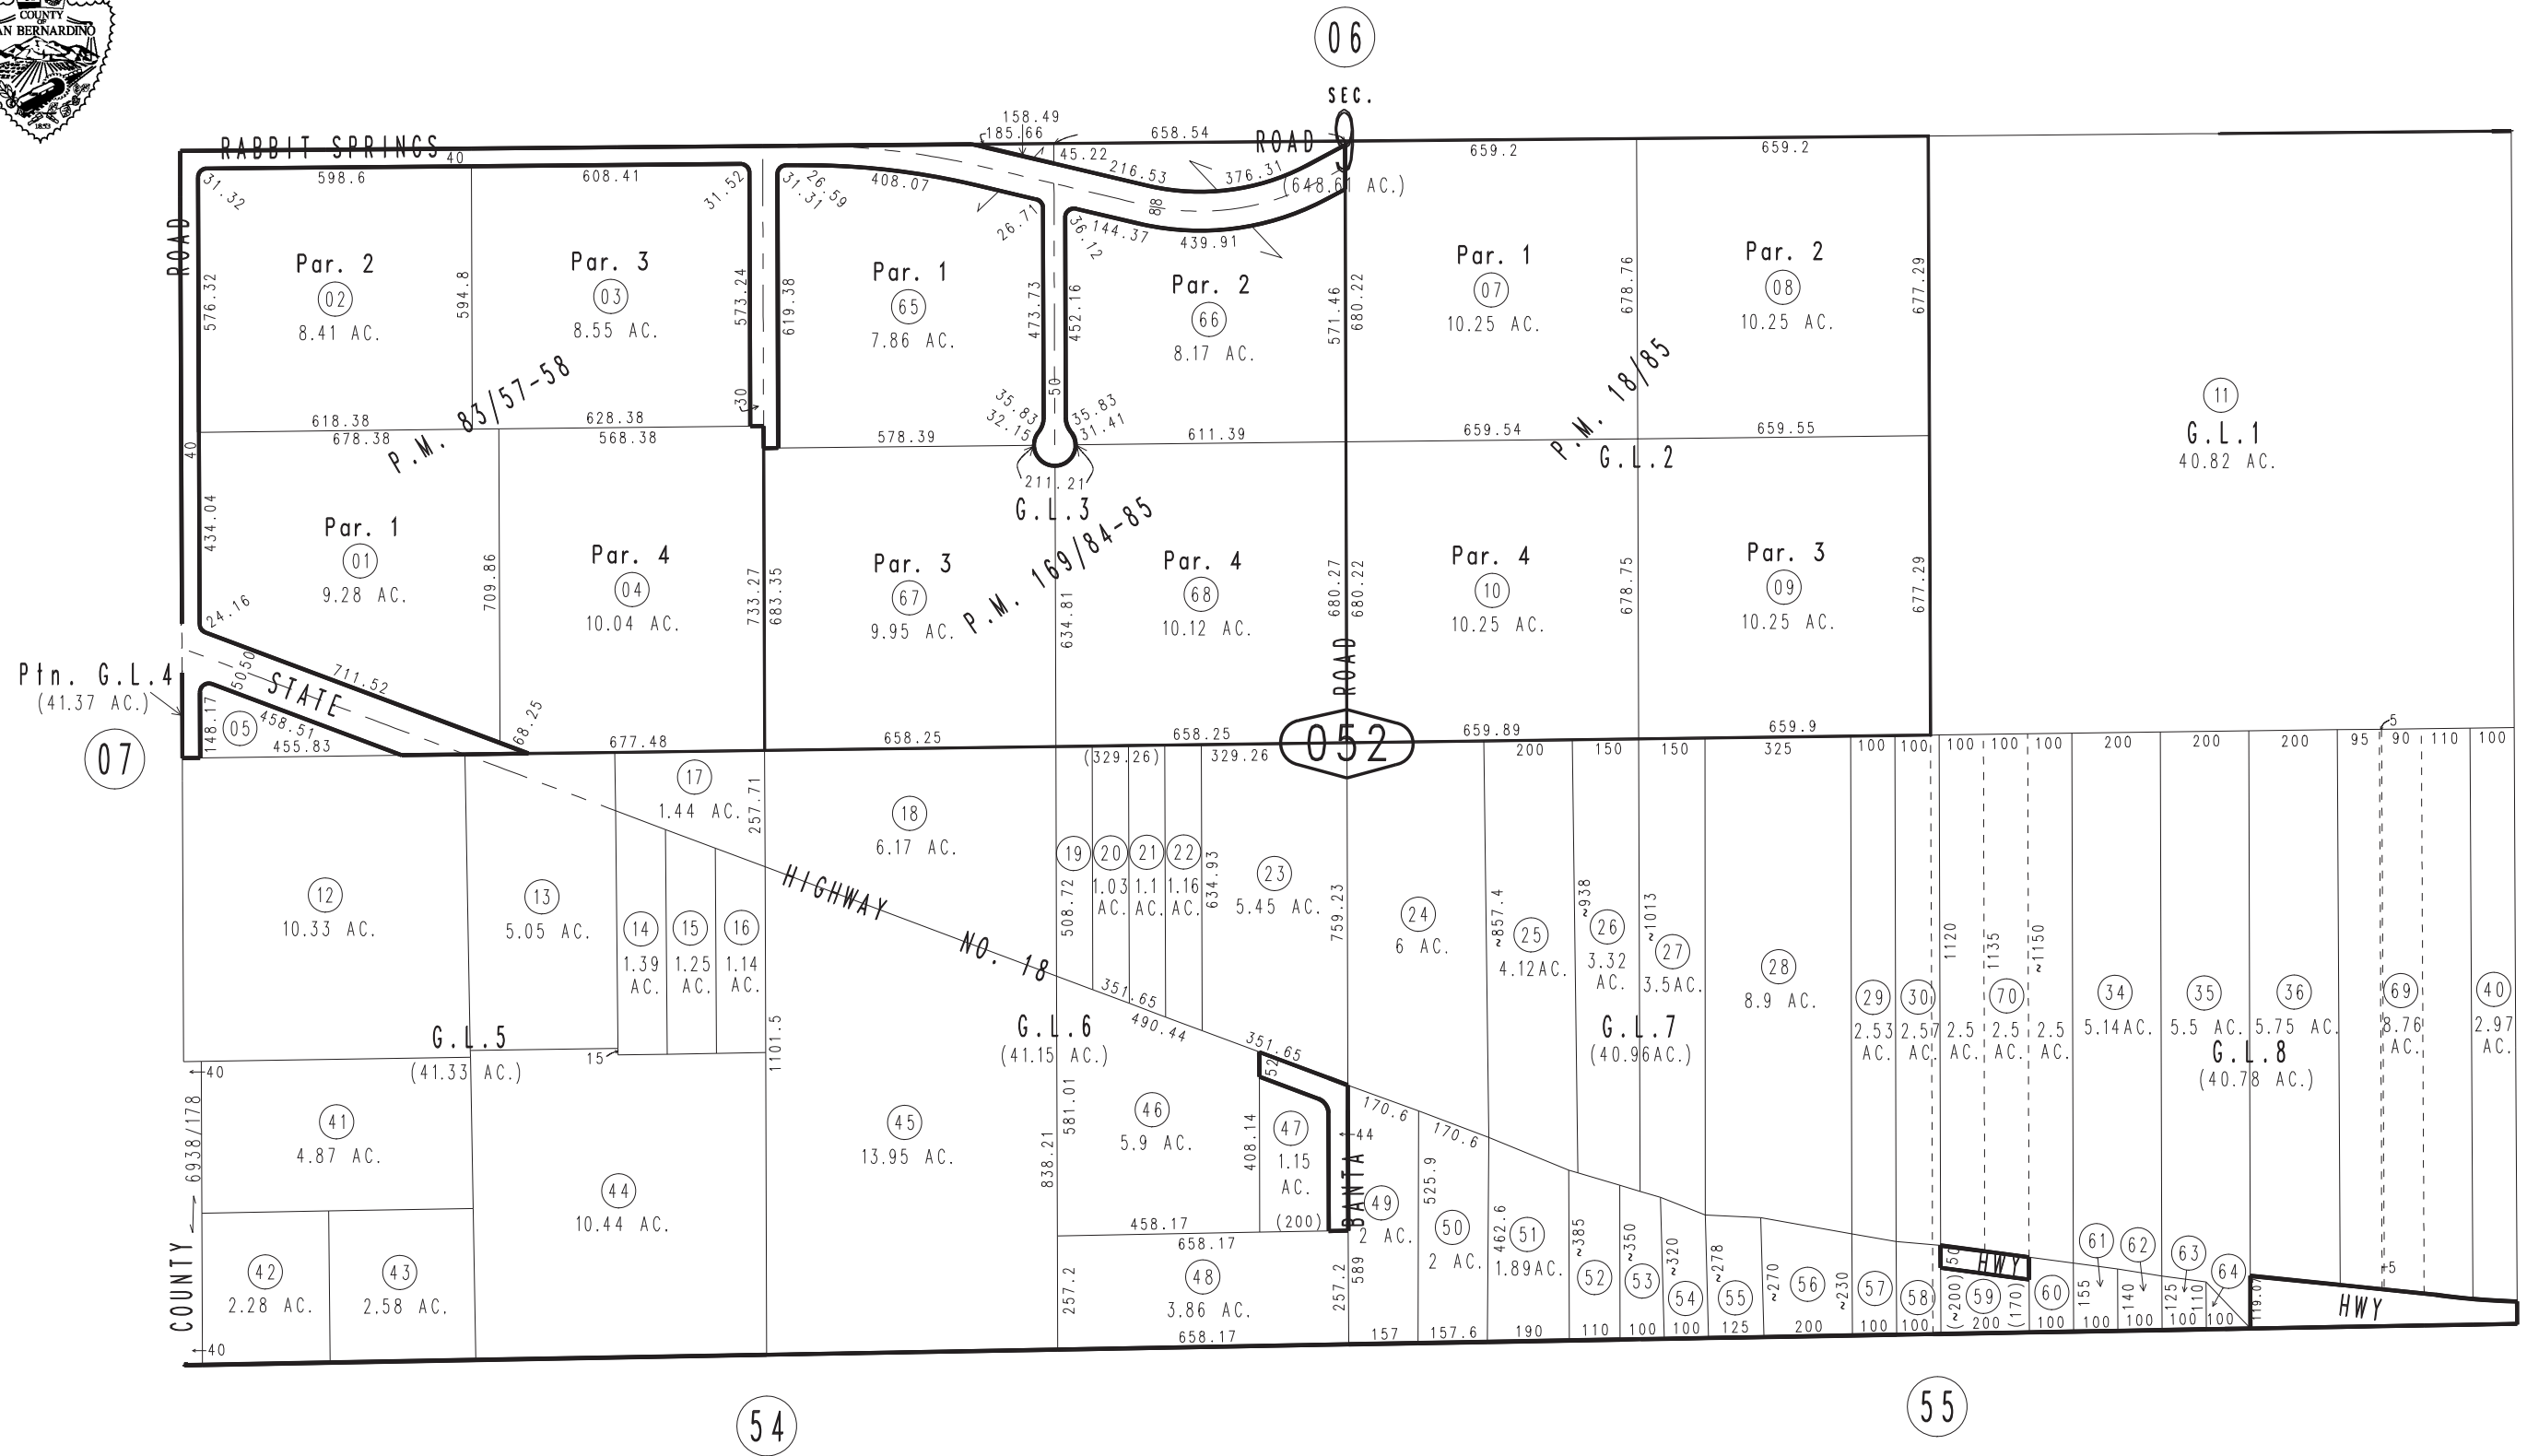 COUNTY
OF
AN BERNARDINO
1853
06
SEC.
9
RABBIT SPRINGS
40
158.49
185.66
45.22
658.54
ROAD
216.53
376.31
(648.61 AC.)
659.2
659.2
31.32
598.6
608.41
31.52
26.59
31.31
408.07
26.71
36.12
144.37
88
439.91
ROAD
576.32
Par. 2
02
8.41 AC.
594.8
Par. 3
03
8.55 AC.
573.24
619.38
Par. 1
65
7.86 AC.
473.73
452.16
Par. 2
66
8.17 AC.
571.46
680.22
Par. 1
07
10.25 AC.
678.76
Par. 2
08
10.25 AC.
677.29
11
G.L.1
40.82 AC.
P.M. 83/57-58
P.M. 18/85
30
50
618.38
678.38
628.38
568.38
35.83
32.15
35.83
31.41
578.39
611.39
659.54
659.55
G.L.2
211.21
G.L.3
P.M. 169/84-85
40
434.04
Par. 1
01
9.28 AC.
24.16
709.86
Par. 4
04
10.04 AC.
733.27
683.35
Par. 3
67
9.95 AC.
634.81
Par. 4
68
10.12 AC.
680.27
680.22
Par. 4
10
10.25 AC.
678.75
Par. 3
09
10.25 AC.
677.29
ROAD
Ptn. G.L.4
(41.37 AC.)
07
50
50
STATE
711.52
68.25
148.17
05
458.51
455.83
677.48
658.25
658.25
052
659.89
659.9
5
(329.26)
329.26
200
150
150
325
100
100
100
100
100
200
200
200
95
90
110
100
17
1.44 AC.
257.71
18
6.17 AC.
12
10.33 AC.
13
5.05 AC.
14
1.39
AC.
15
1.25
AC.
16
1.14
AC.
HIGHWAY
NO. 18
508.72
19
20
1.03
AC.
21
1.1
AC.
22
1.16
AC.
634.93
23
5.45 AC.
759.23
24
6 AC.
~857.4
25
4.12AC.
~938
26
3.32
AC.
~1013
27
3.5AC.
28
8.9 AC.
29
2.53
AC.
30
2.57
AC.
1120
2.5
AC.
1135
70
2.5
AC.
~1150
2.5
AC.
34
5.14AC.
35
5.5 AC.
36
5.75 AC.
69
8.76
AC.
40
2.97
AC.
351.65
490.44
351.65
G.L.5
(41.33 AC.)
15
1101.5
G.L.6
(41.15 AC.)
G.L.7
(40.96AC.)
G.L.8
(40.78 AC.)
40
6938/178
41
4.87 AC.
44
10.44 AC.
45
13.95 AC.
838.21
581.01
46
5.9 AC.
52
408.14
47
1.15
AC.
(200)
44
BANTA
170.6
170.6
49
2 AC.
525.9
50
2 AC.
462.6
51
1.89AC.
~385
52
~350
53
~320
54
~278
55
~270
56
~230
57
58
50
HWY
(~200)
59
(170)
60
61
155
62
140
63
125
110
64
5
119.07
HWY
COUNTY
42
2.28 AC.
43
2.58 AC.
458.17
658.17
257.2
48
3.86 AC.
257.2
589
658.17
157
157.6
190
110
100
100
125
200
100
100
200
100
100
100
100
100
40
54
55